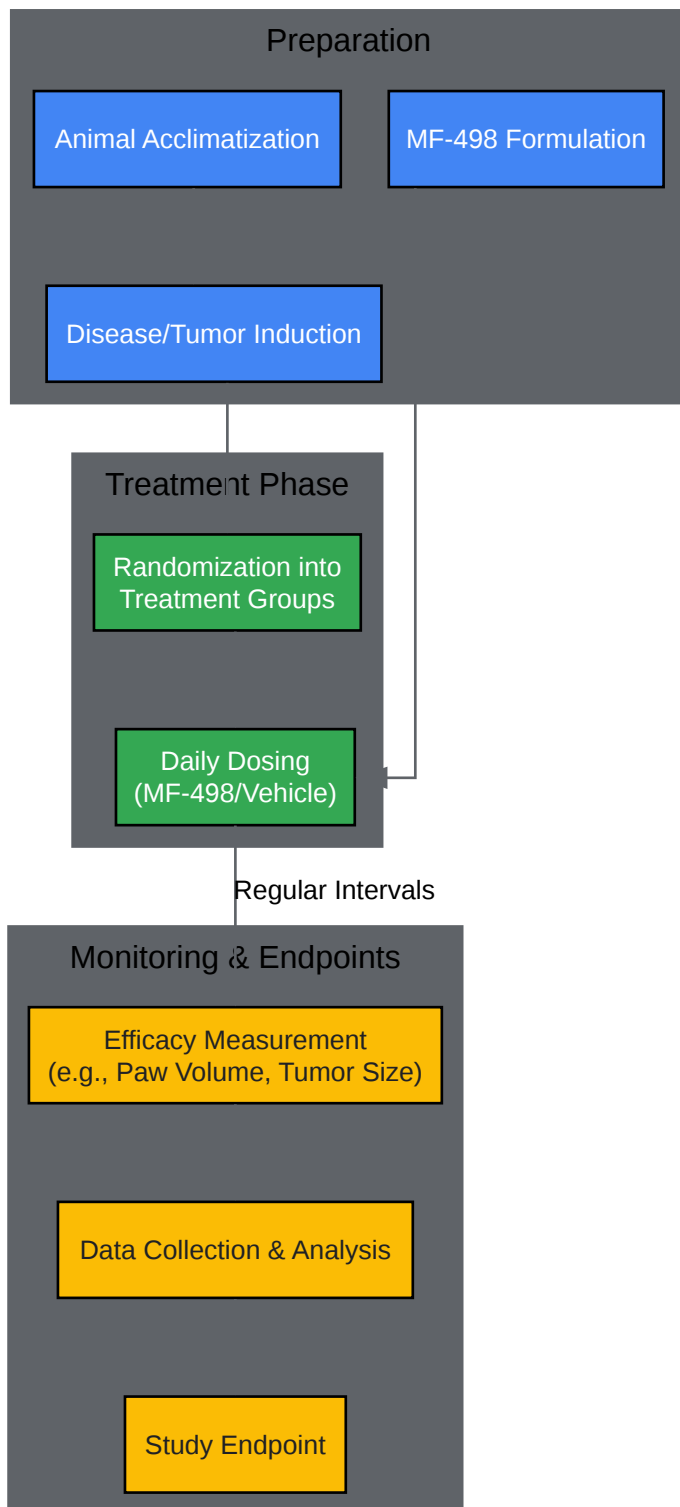 Preparation
Animal Acclimatization
MF-498 Formulation
Disease/Tumor Induction
Treatment Phase
Randomization into
Treatment Groups
Daily Dosing
(MF-498/Vehicle)
Regular Intervals
Monitoring & Endpoints
Efficacy Measurement
(e.g., Paw Volume, Tumor Size)
Data Collection & Analysis
Study Endpoint